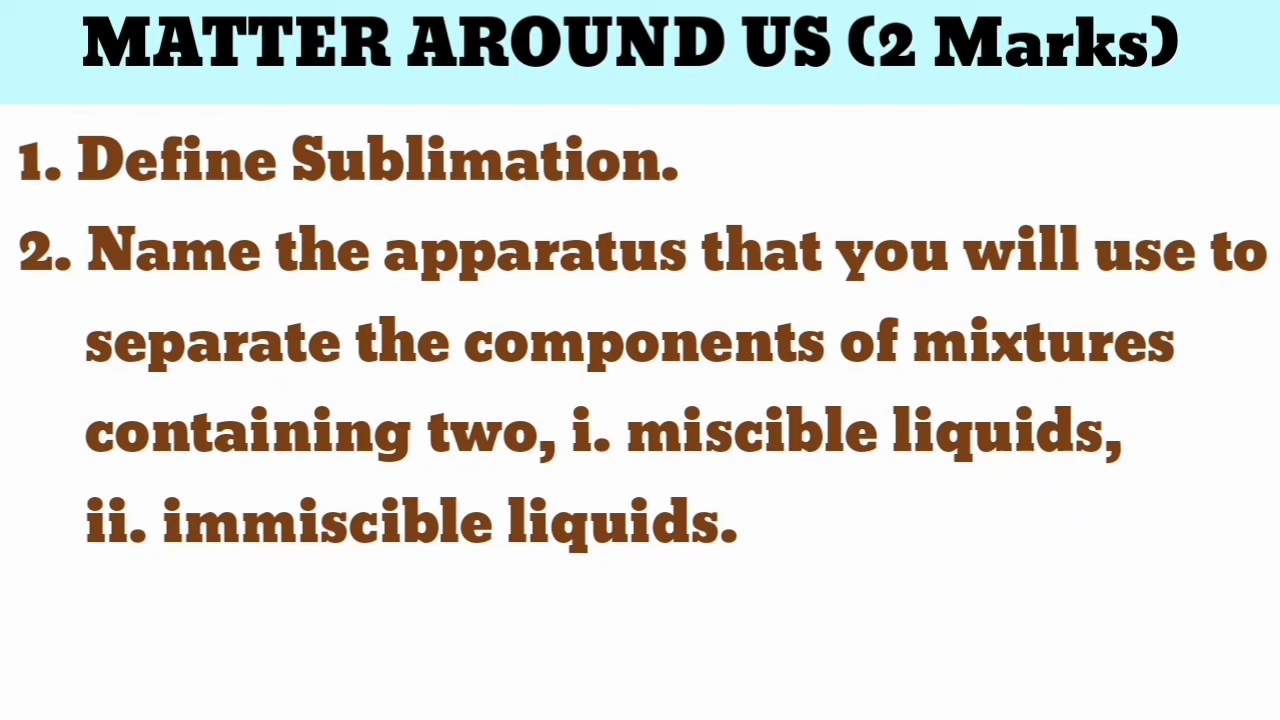 MATTER AROUND US (2 Marks)
1. Define Sublimation.
2. Name the apparatus that you will use to
separate the components of mixtures
containing two, i. miscible liquids,
ii. immiscible liquids.